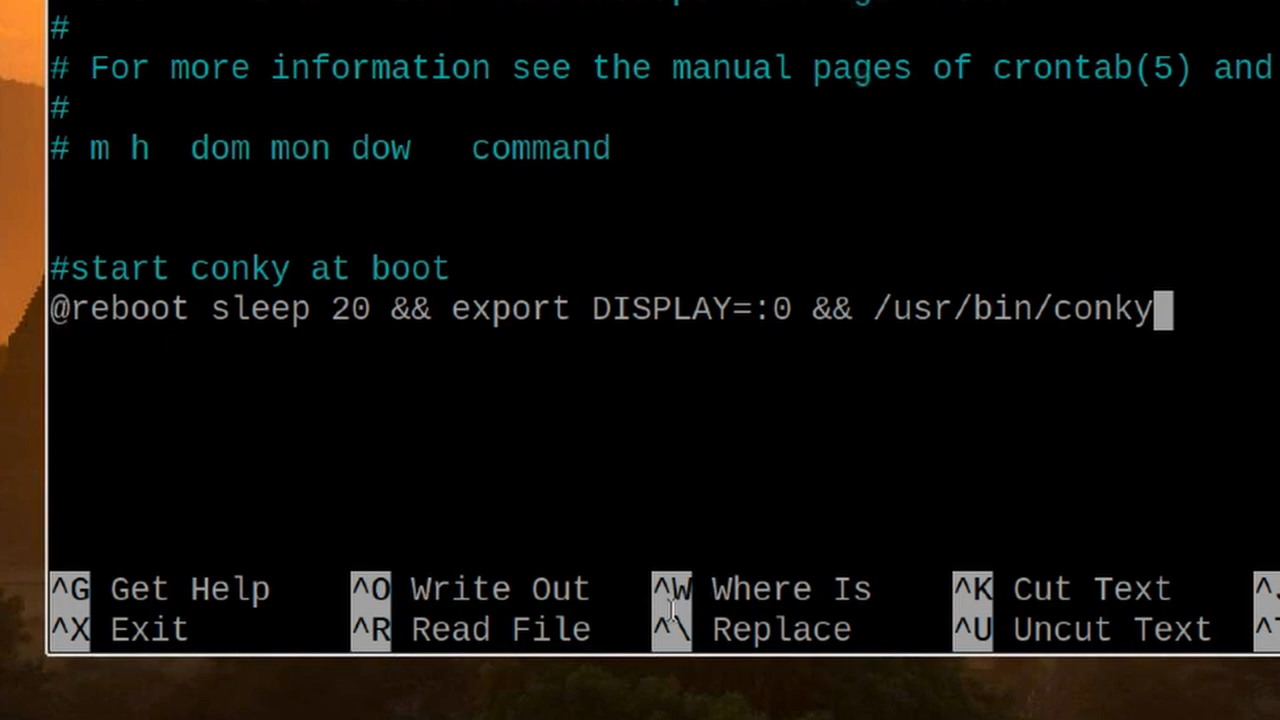 #
# For more information see the manual pages of crontab(5) and
#
# m h  dom mon dow   command
#start conky at boot
@reboot sleep 20 && export DISPLAY=:0 && /usr/bin/conky
^G Get Help ^O Write Out ^W Where Is ^K Cut Text
^X Exit ^R Read File ^\ Replace ^U Uncut Text